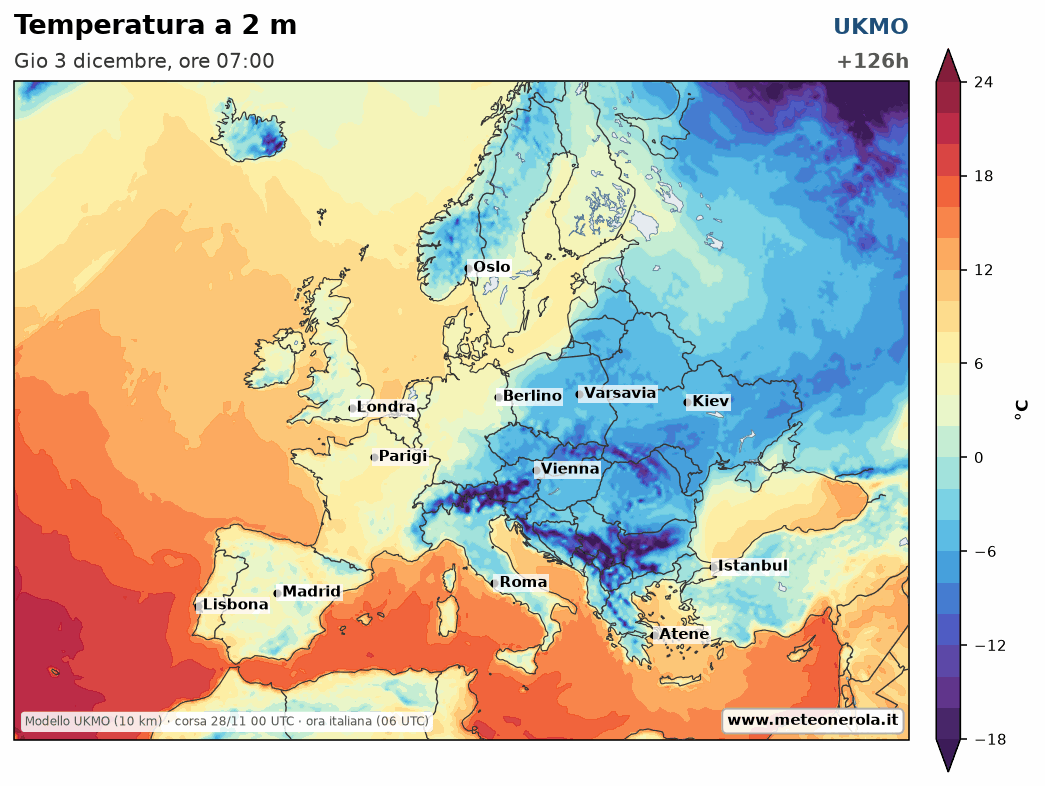 Temperatura a 2 m
UKMO
Gio 3 dicembre, ore 07:00
+126h
24
18
12
6
0
−6
−12
−18
°C
Oslo
Berlino
Varsavia
Kiev
Londra
Parigi
Vienna
Istanbul
Roma
Madrid
Lisbona
Atene
Modello UKMO (10 km) · corsa 28/11 00 UTC · ora italiana (06 UTC)
www.meteonerola.it